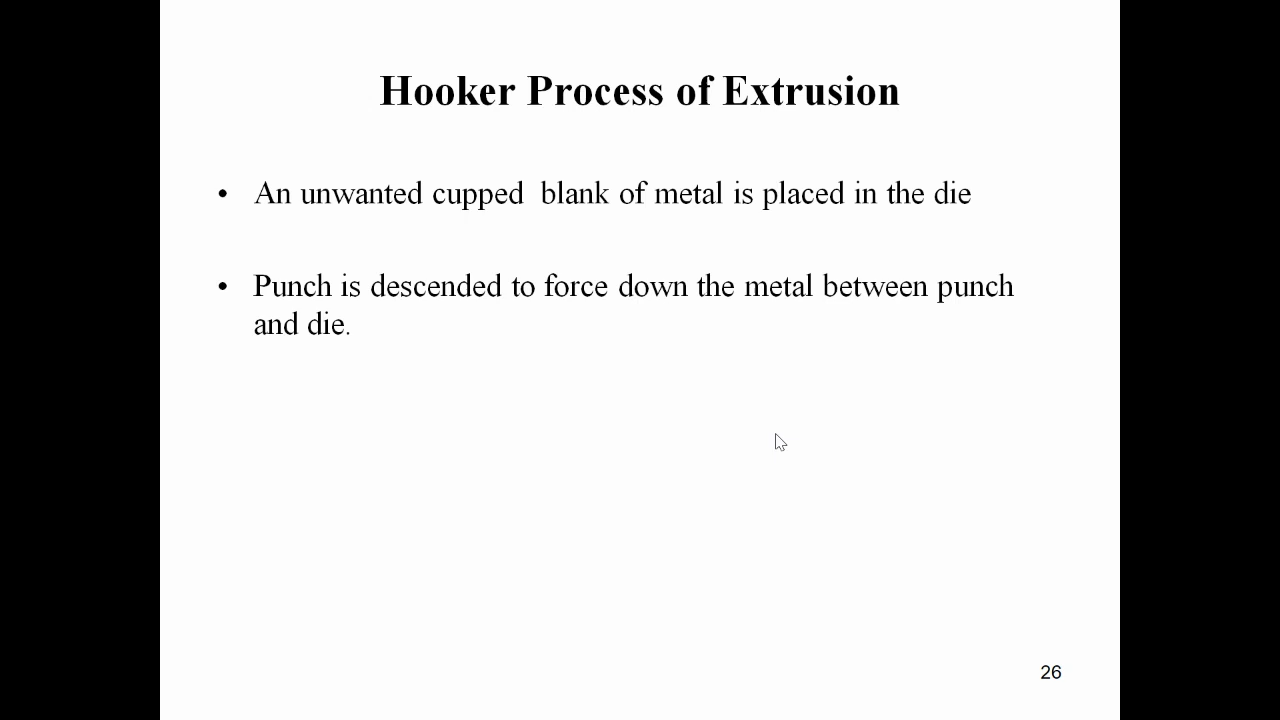 Hooker Process of Extrusion
• An unwanted cupped blank of metal is placed in the die
• Punch is descended to force down the metal between punch
and die.
26